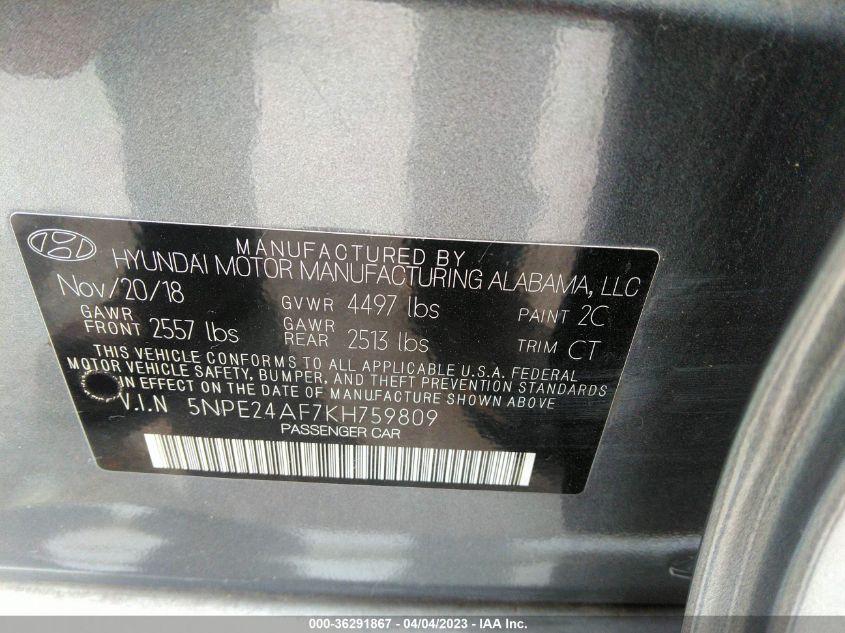 MANUFACTURED BY
HYUNDAI MOTOR MANUFACTURING ALABAMA, LLC
Nov/20/18 GVWR 4497 lbs PAINT 2C
GAWR FRONT 2557 lbs GAWR REAR 2513 lbs TRIM CT
THIS VEHICLE CONFORMS TO ALL APPLICABLE U.S.A. FEDERAL
MOTOR VEHICLE SAFETY, BUMPER, AND THEFT PREVENTION STANDARDS
IN EFFECT ON THE DATE OF MANUFACTURE SHOWN ABOVE
V.I.N 5NPE24AF7KH759809
PASSENGER CAR
000-36291867 - 04/04/2023 - IAA Inc.